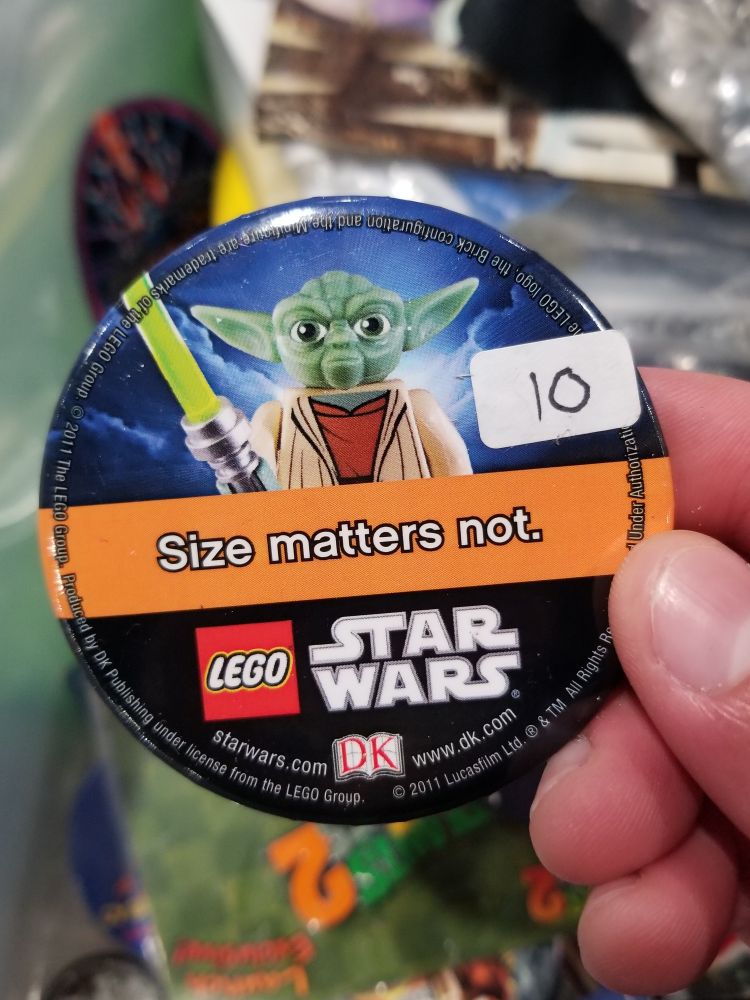 of the LEGO Group. © 2011 The LEGO Group. Produced by DK Publishing under license from the LEGO Group.
the LEGO logo, the Brick configuration and the Minifigure are trademarks
10
Size matters not.
LEGO
STAR WARS®
starwars.com
DK
www.dk.com
© 2011 Lucasfilm Ltd. ® & TM All Rights
Under
2